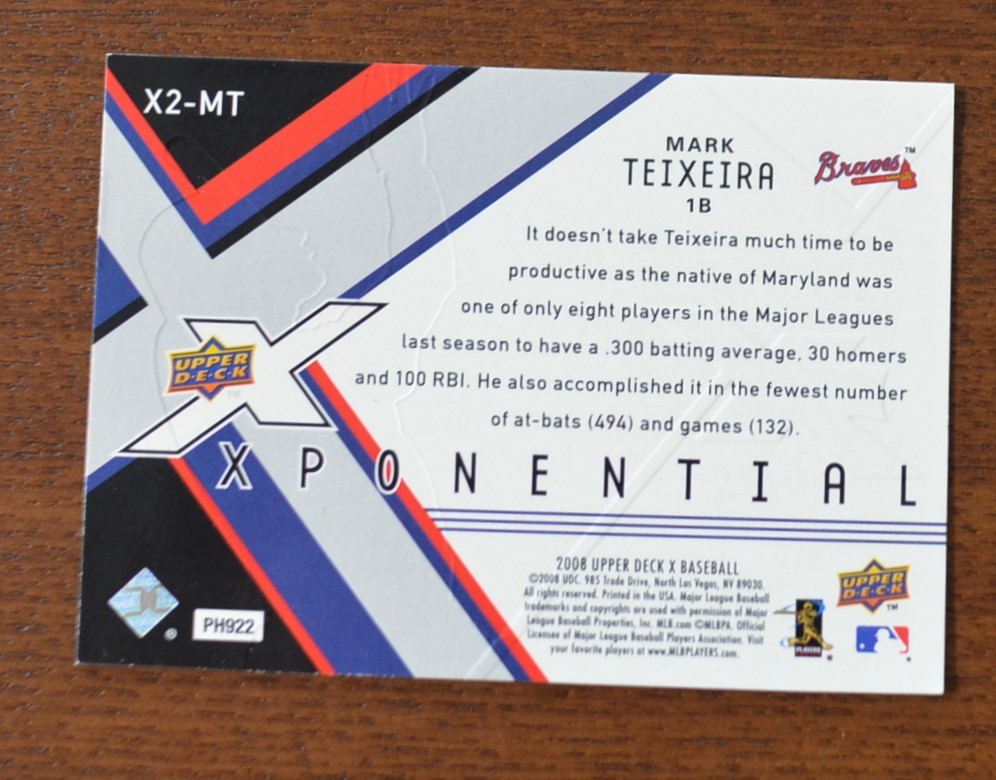 X2-MT
MARK
TEIXEIRA
1B
Braves™
It doesn't take Teixeira much time to be
productive as the native of Maryland was
one of only eight players in the Major Leagues
last season to have a .300 batting average, 30 homers
and 100 RBI. He also accomplished it in the fewest number
of at-bats (494) and games (132).
UPPER
D·E·C·K
™
X
XPONENTIAL
2008 UPPER DECK X BASEBALL
©2008 UDC. 985 Trade Drive, North Las Vegas, NV 89030.
All rights reserved. Printed in the USA. Major League Baseball
trademarks and copyrights are used with permission of Major
League Baseball Properties, Inc. MLB.com ©MLBPA. Official
Licensee of Major League Baseball Players Association. Visit
your favorite players at www.MLBPLAYERS.com.
UPPER
D·E·C·K
™
PLAYERS
®
PH922